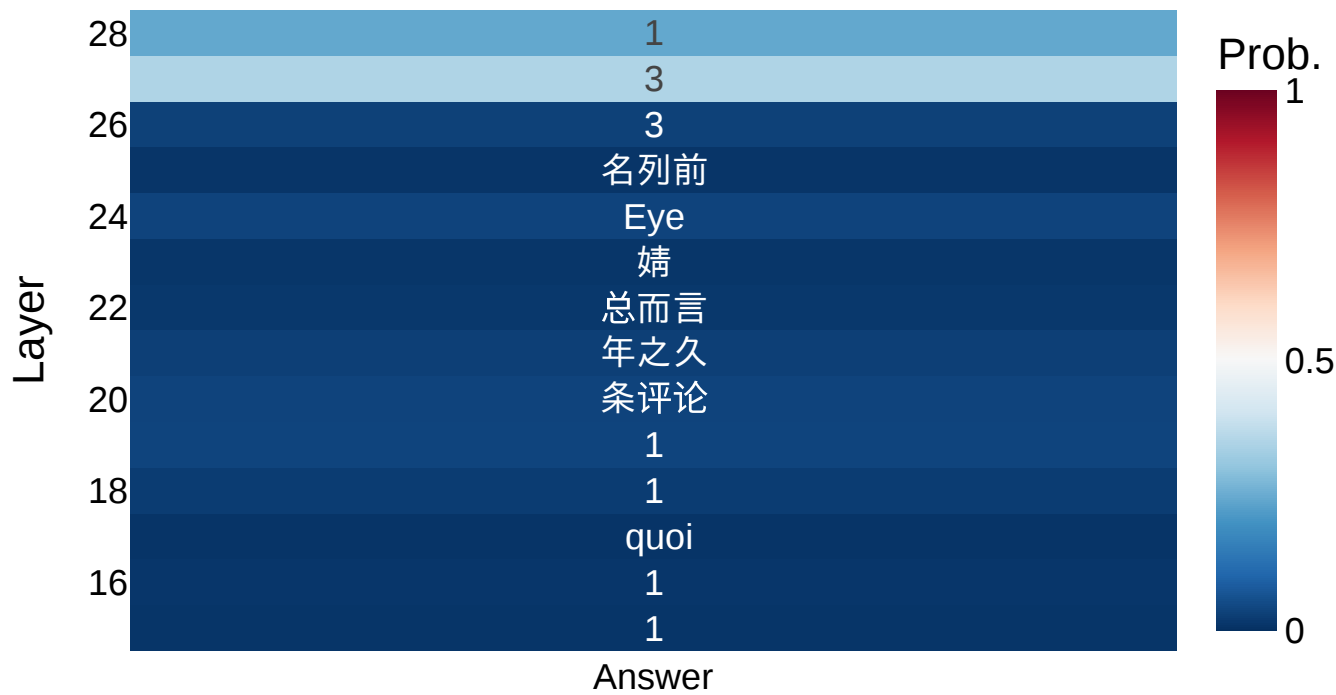 28 1
3
26 3
名列前
24 Eye
婧
22 总而言
年之久
20 条评论
1
18 1
quoi
16 1
1
Layer
Answer
Prob.
1
0.5
0